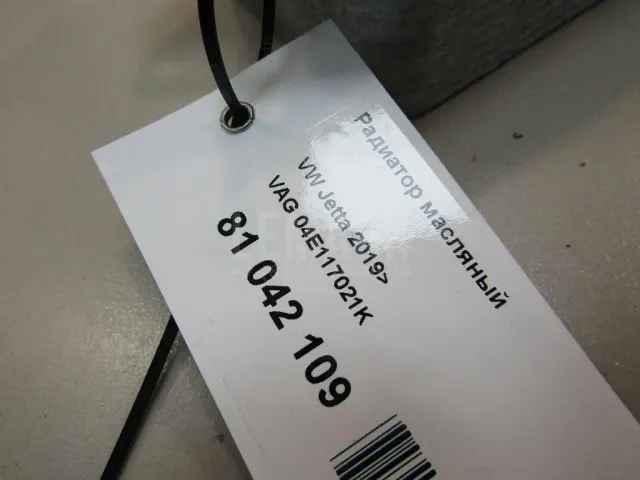 Радиатор масляный
VW Jetta 2019>
VAG 04E117021K
81 042 109